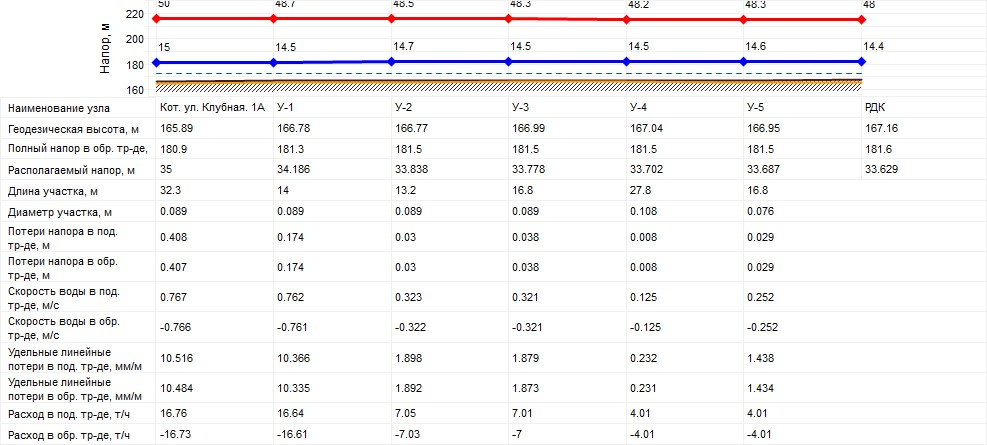 50 48.7 48.5 48.3 48.2 48.3 48
220
200
180
160
Напор, м
15 14.5 14.7 14.5 14.5 14.6 14.4
Наименование узла Кот. ул. Клубная. 1А У-1 У-2 У-3 У-4 У-5 РДК
Геодезическая высота, м 165.89 166.78 166.77 166.99 167.04 166.95 167.16
Полный напор в обр. тр-де, 180.9 181.3 181.5 181.5 181.5 181.5 181.6
Располагаемый напор, м 35 34.186 33.838 33.778 33.702 33.687 33.629
Длина участка, м 32.3 14 13.2 16.8 27.8 16.8
Диаметр участка, м 0.089 0.089 0.089 0.089 0.108 0.076
Потери напора в под.
тр-де, м 0.408 0.174 0.03 0.038 0.008 0.029
Потери напора в обр.
тр-де, м 0.407 0.174 0.03 0.038 0.008 0.029
Скорость воды в под.
тр-де, м/с 0.767 0.762 0.323 0.321 0.125 0.252
Скорость воды в обр.
тр-де, м/с -0.766 -0.761 -0.322 -0.321 -0.125 -0.252
Удельные линейные
потери в под. тр-де, мм/м 10.516 10.366 1.898 1.879 0.232 1.438
Удельные линейные
потери в обр. тр-де, мм/м 10.484 10.335 1.892 1.873 0.231 1.434
Расход в под. тр-де, т/ч 16.76 16.64 7.05 7.01 4.01 4.01
Расход в обр. тр-де, т/ч -16.73 -16.61 -7.03 -7 -4.01 -4.01